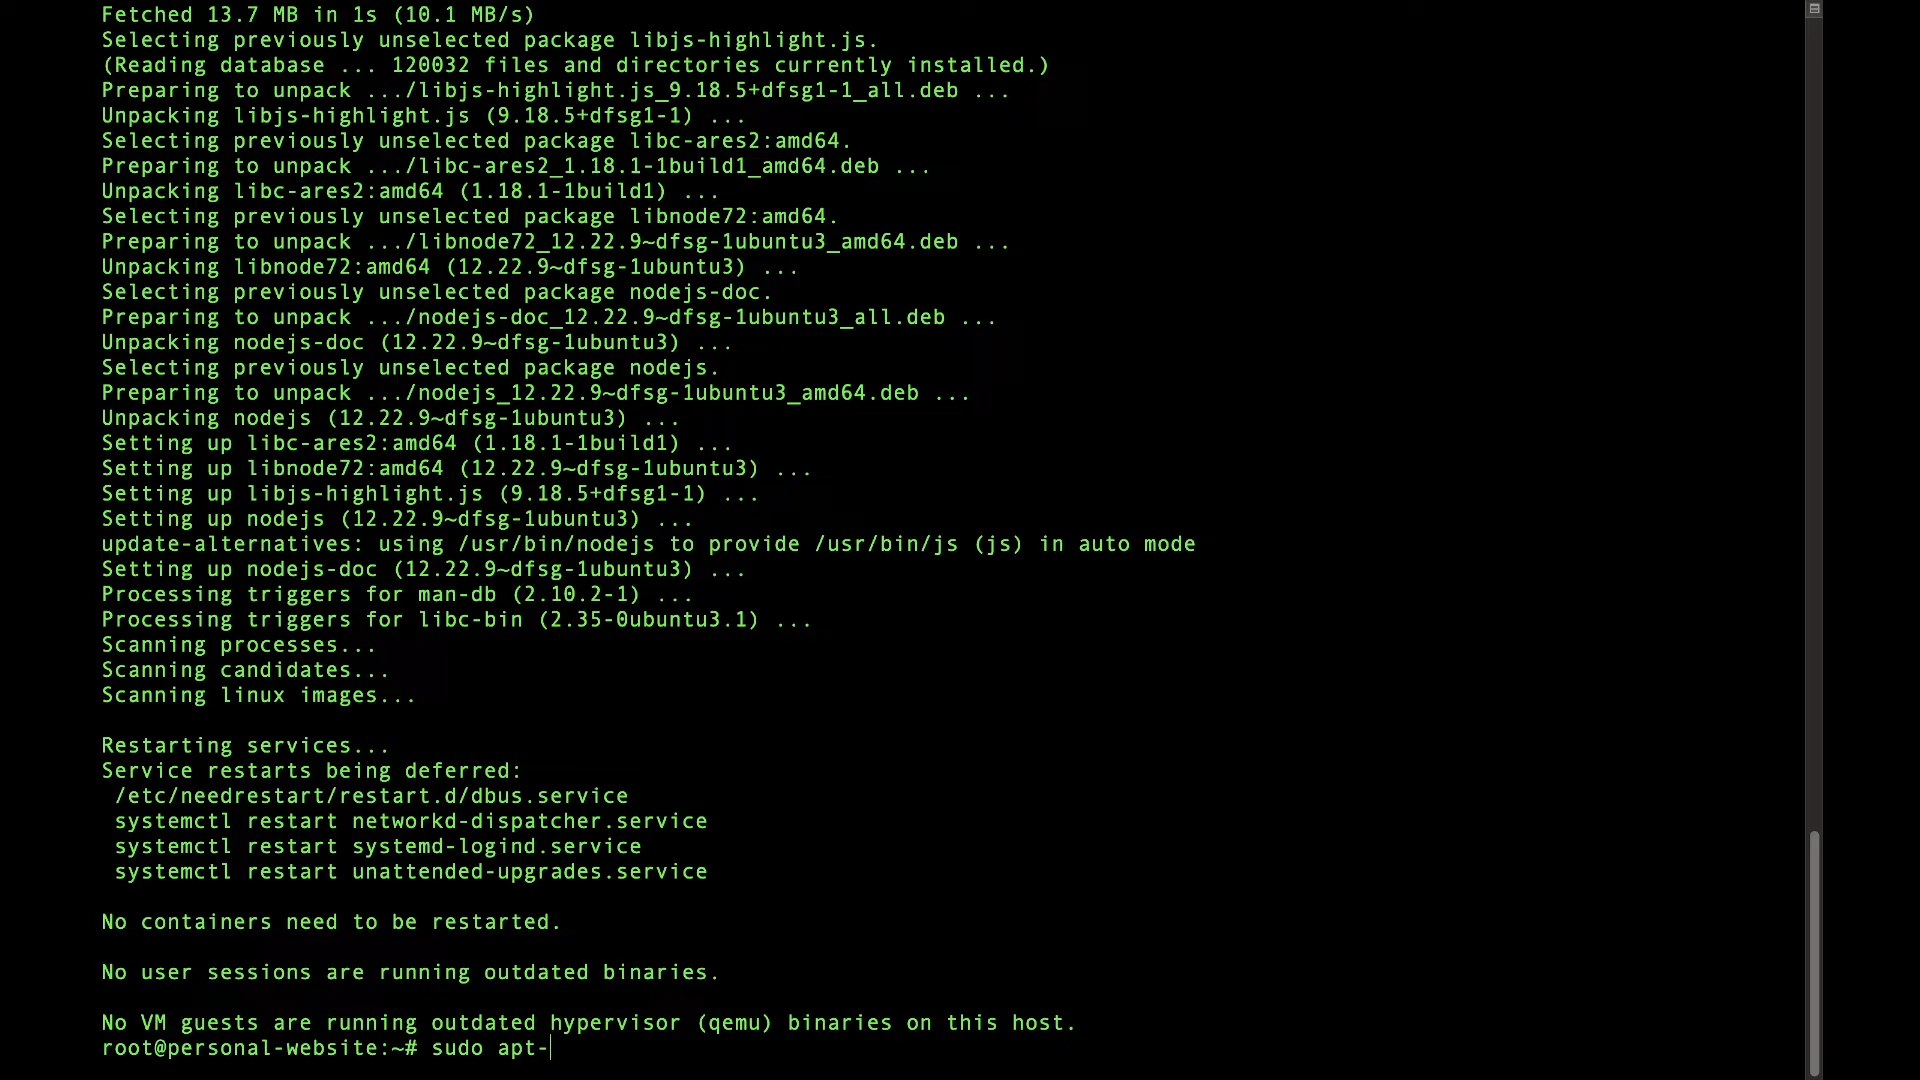 Fetched 13.7 MB in 1s (10.1 MB/s)
Selecting previously unselected package libjs-highlight.js.
(Reading database ... 120032 files and directories currently installed.)
Preparing to unpack .../libjs-highlight.js_9.18.5+dfsg1-1_all.deb ...
Unpacking libjs-highlight.js (9.18.5+dfsg1-1) ...
Selecting previously unselected package libc-ares2:amd64.
Preparing to unpack .../libc-ares2_1.18.1-1build1_amd64.deb ...
Unpacking libc-ares2:amd64 (1.18.1-1build1) ...
Selecting previously unselected package libnode72:amd64.
Preparing to unpack .../libnode72_12.22.9~dfsg-1ubuntu3_amd64.deb ...
Unpacking libnode72:amd64 (12.22.9~dfsg-1ubuntu3) ...
Selecting previously unselected package nodejs-doc.
Preparing to unpack .../nodejs-doc_12.22.9~dfsg-1ubuntu3_all.deb ...
Unpacking nodejs-doc (12.22.9~dfsg-1ubuntu3) ...
Selecting previously unselected package nodejs.
Preparing to unpack .../nodejs_12.22.9~dfsg-1ubuntu3_amd64.deb ...
Unpacking nodejs (12.22.9~dfsg-1ubuntu3) ...
Setting up libc-ares2:amd64 (1.18.1-1build1) ...
Setting up libnode72:amd64 (12.22.9~dfsg-1ubuntu3) ...
Setting up libjs-highlight.js (9.18.5+dfsg1-1) ...
Setting up nodejs (12.22.9~dfsg-1ubuntu3) ...
update-alternatives: using /usr/bin/nodejs to provide /usr/bin/js (js) in auto mode
Setting up nodejs-doc (12.22.9~dfsg-1ubuntu3) ...
Processing triggers for man-db (2.10.2-1) ...
Processing triggers for libc-bin (2.35-0ubuntu3.1) ...
Scanning processes...
Scanning candidates...
Scanning linux images...

Restarting services...
Service restarts being deferred:
 /etc/needrestart/restart.d/dbus.service
 systemctl restart networkd-dispatcher.service
 systemctl restart systemd-logind.service
 systemctl restart unattended-upgrades.service

No containers need to be restarted.

No user sessions are running outdated binaries.

No VM guests are running outdated hypervisor (qemu) binaries on this host.
root@personal-website:~# sudo apt-